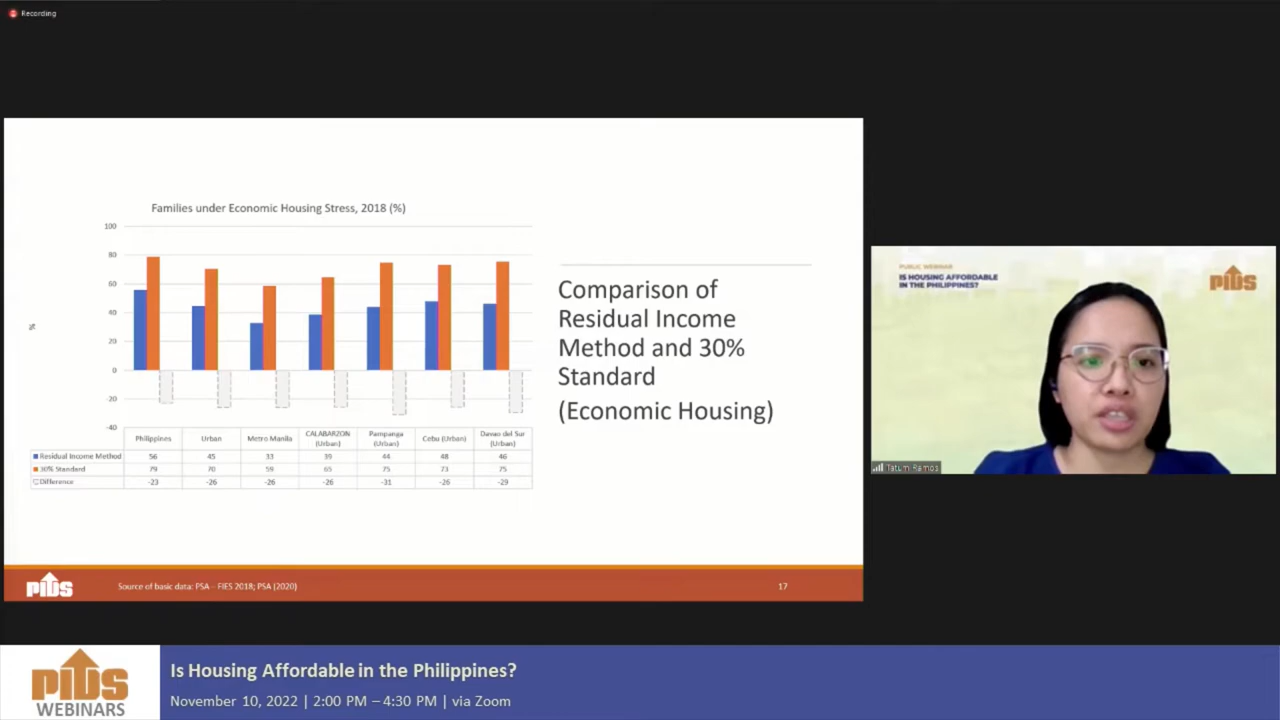 Recording
Families under Economic Housing Stress, 2018 (%)
100
80
60
40
20
0
-20
-40
%
Philippines Urban Metro Manila CALABARZON (Urban) Pampanga (Urban) Cebu (Urban) Davao del Sur (Urban)
Residual Income Method 56 45 33 39 44 48 46
30% Standard 79 70 59 65 75 73 75
Difference -23 -26 -26 -26 -31 -26 -29
Comparison of
Residual Income
Method and 30%
Standard
(Economic Housing)
PIDS
Source of basic data: PSA – FIES 2018; PSA (2020)
17
PUBLIC WEBINAR
IS HOUSING AFFORDABLE
IN THE PHILIPPINES?
PIDS
Tatum Ramos
PIDS
WEBINARS
Is Housing Affordable in the Philippines?
November 10, 2022 | 2:00 PM – 4:30 PM | via Zoom